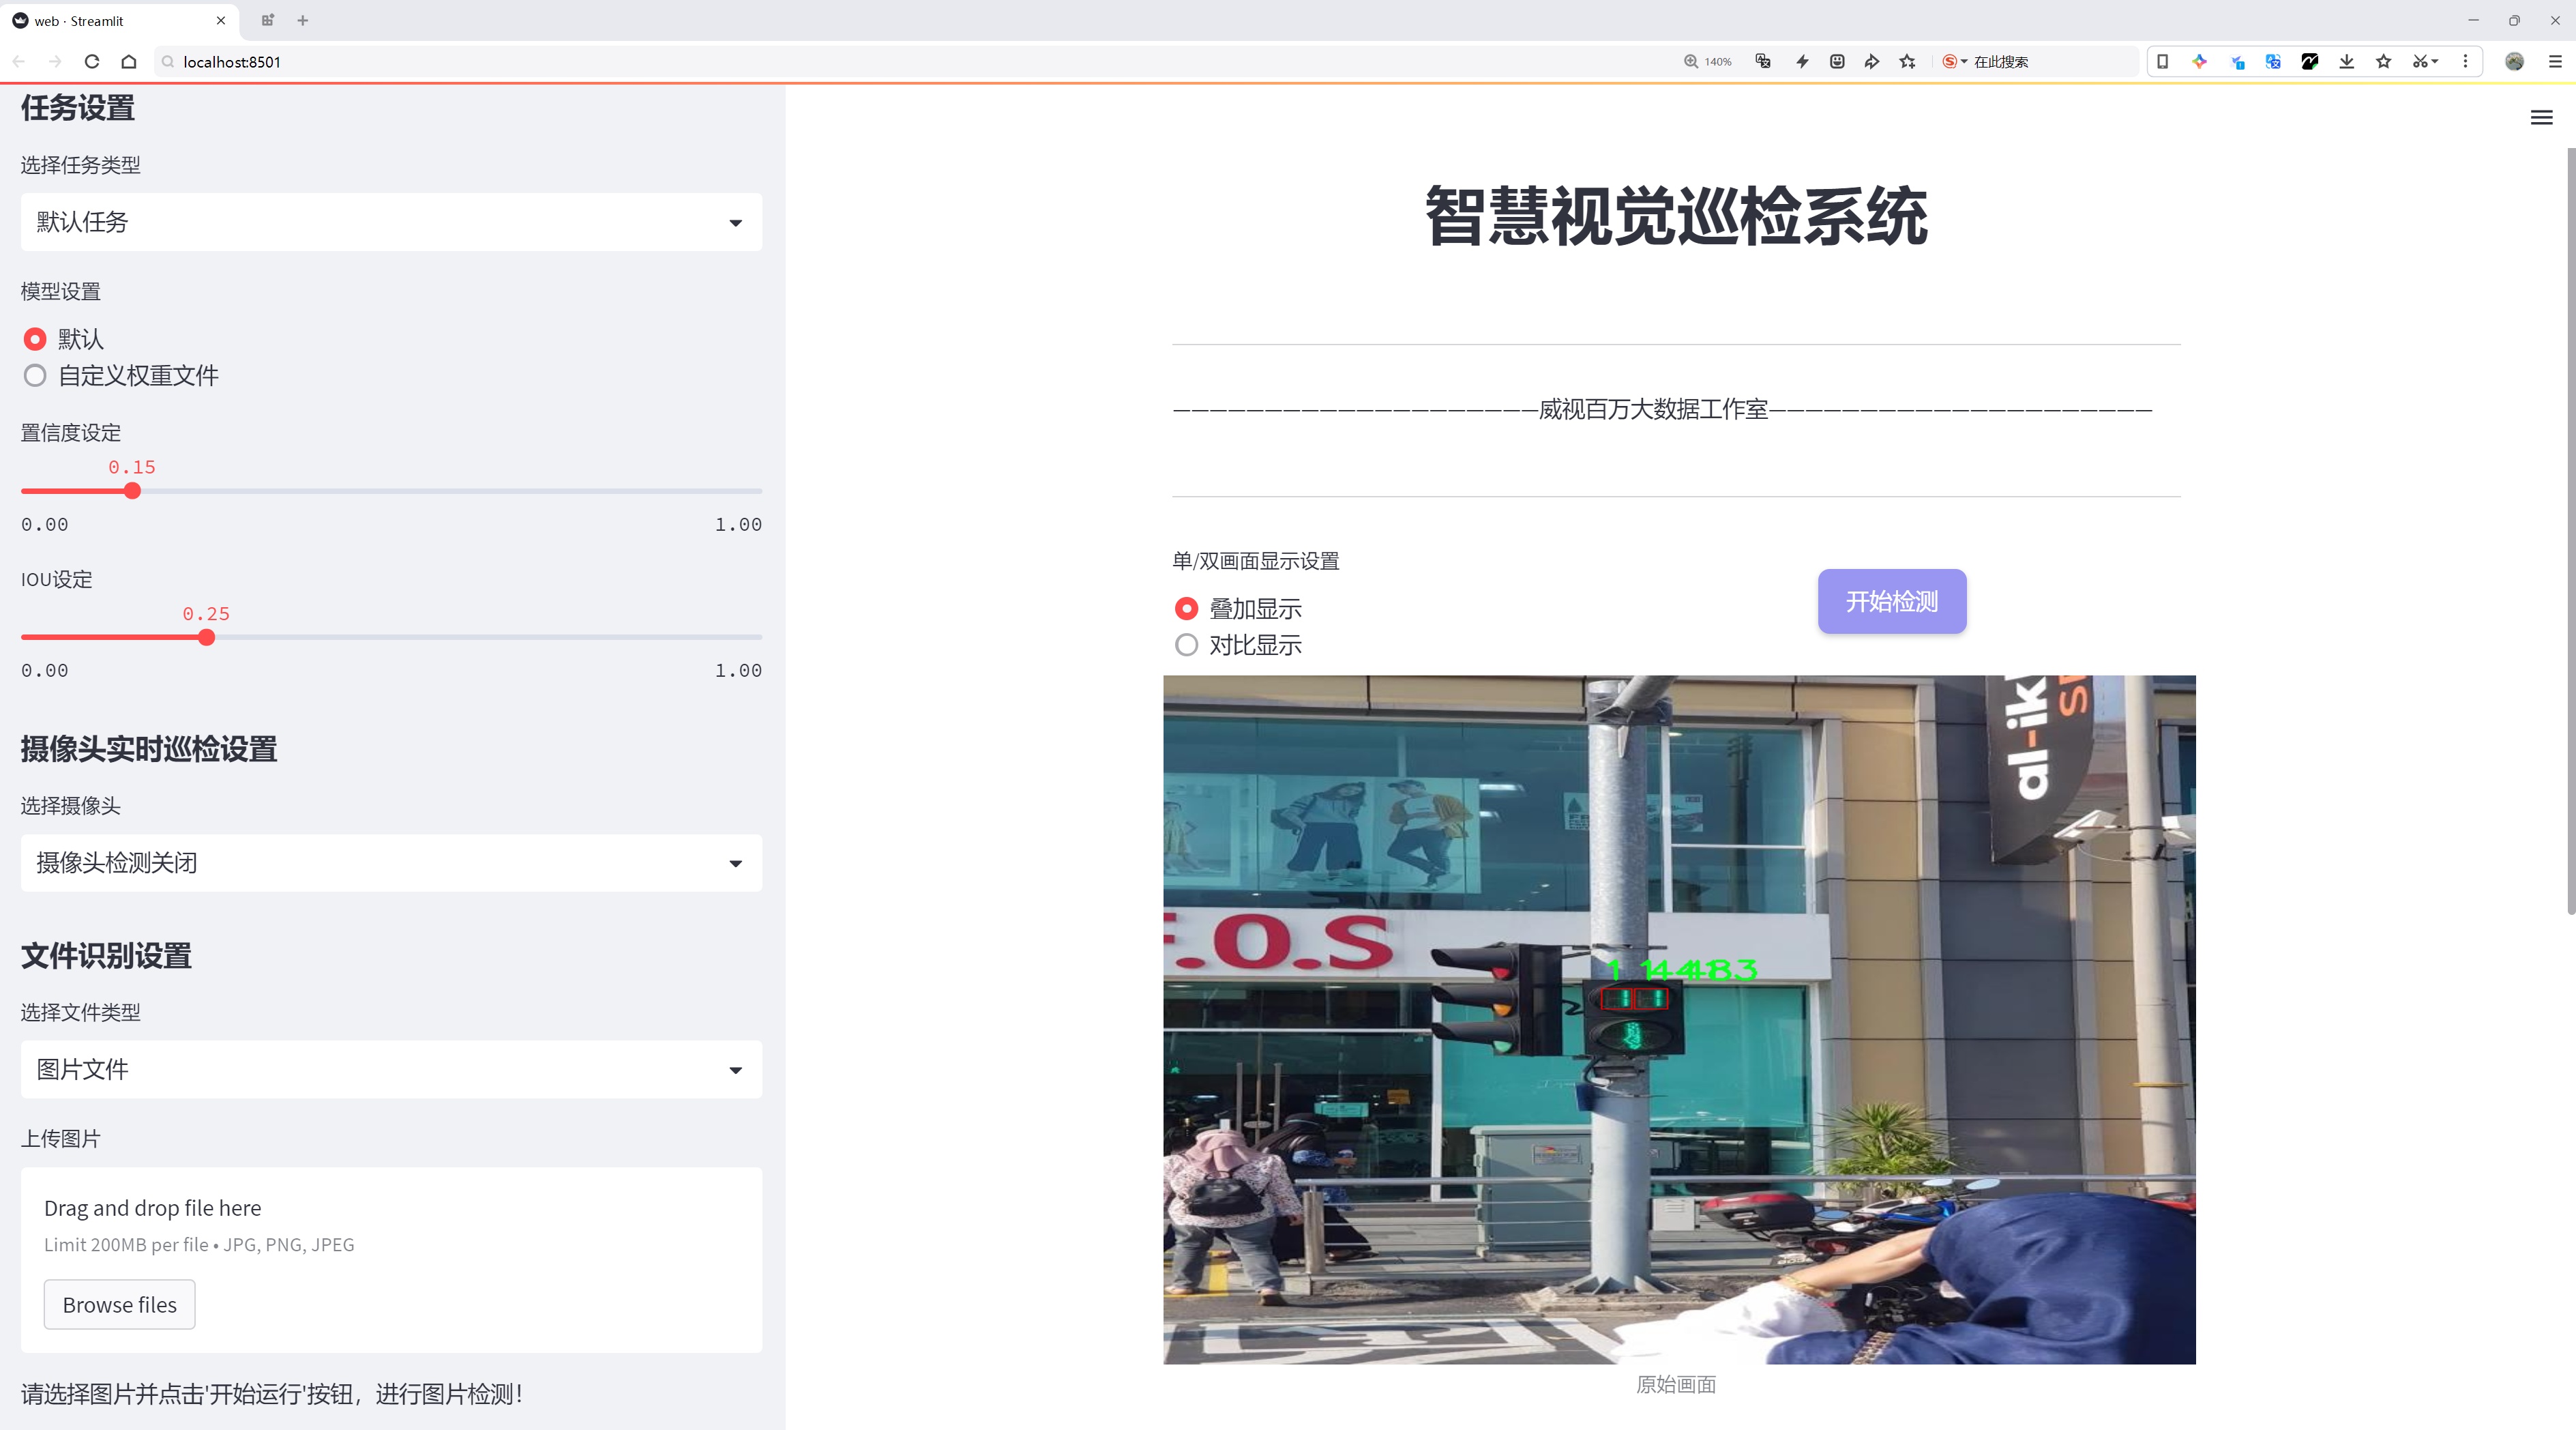 web · Streamlit
localhost:8501
140%
在此搜索
任务设置
选择任务类型
默认任务
模型设置
默认
自定义权重文件
置信度设定
0.15
0.00 1.00
IOU设定
0.25
0.00 1.00
摄像头实时巡检设置
选择摄像头
摄像头检测关闭
文件识别设置
选择文件类型
图片文件
上传图片
Drag and drop file here
Limit 200MB per file • JPG, PNG, JPEG
Browse files
请选择图片并点击'开始运行'按钮，进行图片检测！
智慧视觉巡检系统
————————————————————威视百万大数据工作室—————————————————————
单/双画面显示设置
叠加显示
对比显示
开始检测
al-ik
F.O.S
11
原始画面